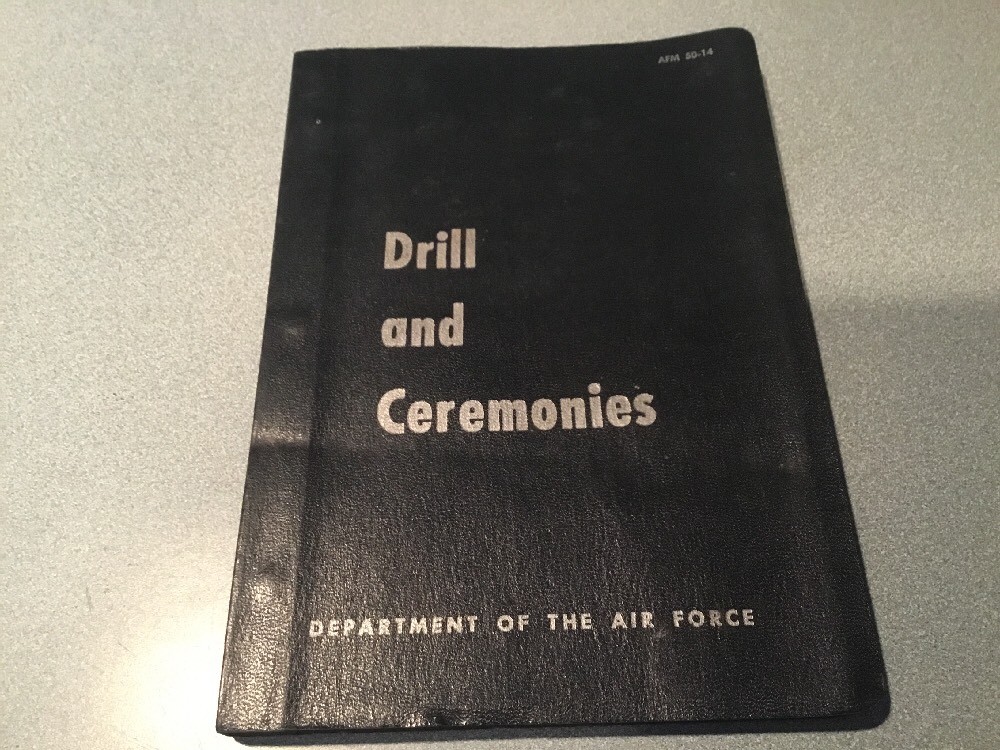 AFM 50-14
Drill
and
Ceremonies
DEPARTMENT OF THE AIR FORCE